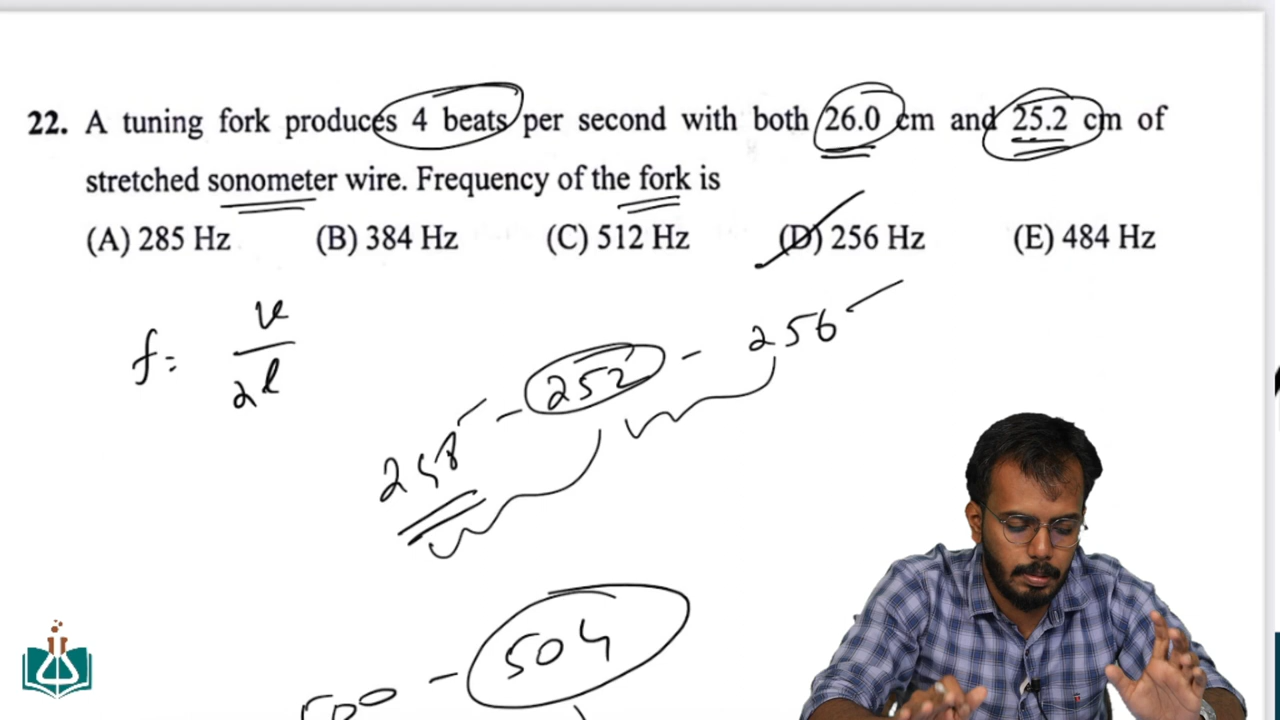 22. A tuning fork produces 4 beats per second with both 26.0 cm and 25.2 cm of
stretched sonometer wire. Frequency of the fork is
(A) 285 Hz (B) 384 Hz (C) 512 Hz (D) 256 Hz (E) 484 Hz
f = v / 2l
248 - 252 - 256
500 - 504